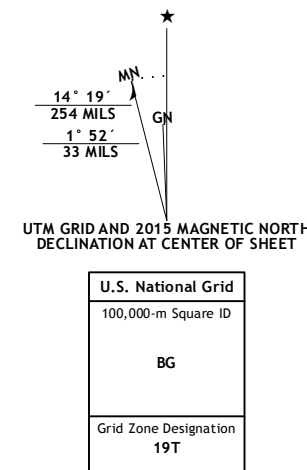 MN
14° 19´
254 MILS
GN
1° 52´
33 MILS
UTM GRID AND 2015 MAGNETIC NORTH
DECLINATION AT CENTER OF SHEET
U.S. National Grid
100,000-m Square ID
BG
Grid Zone Designation
19T